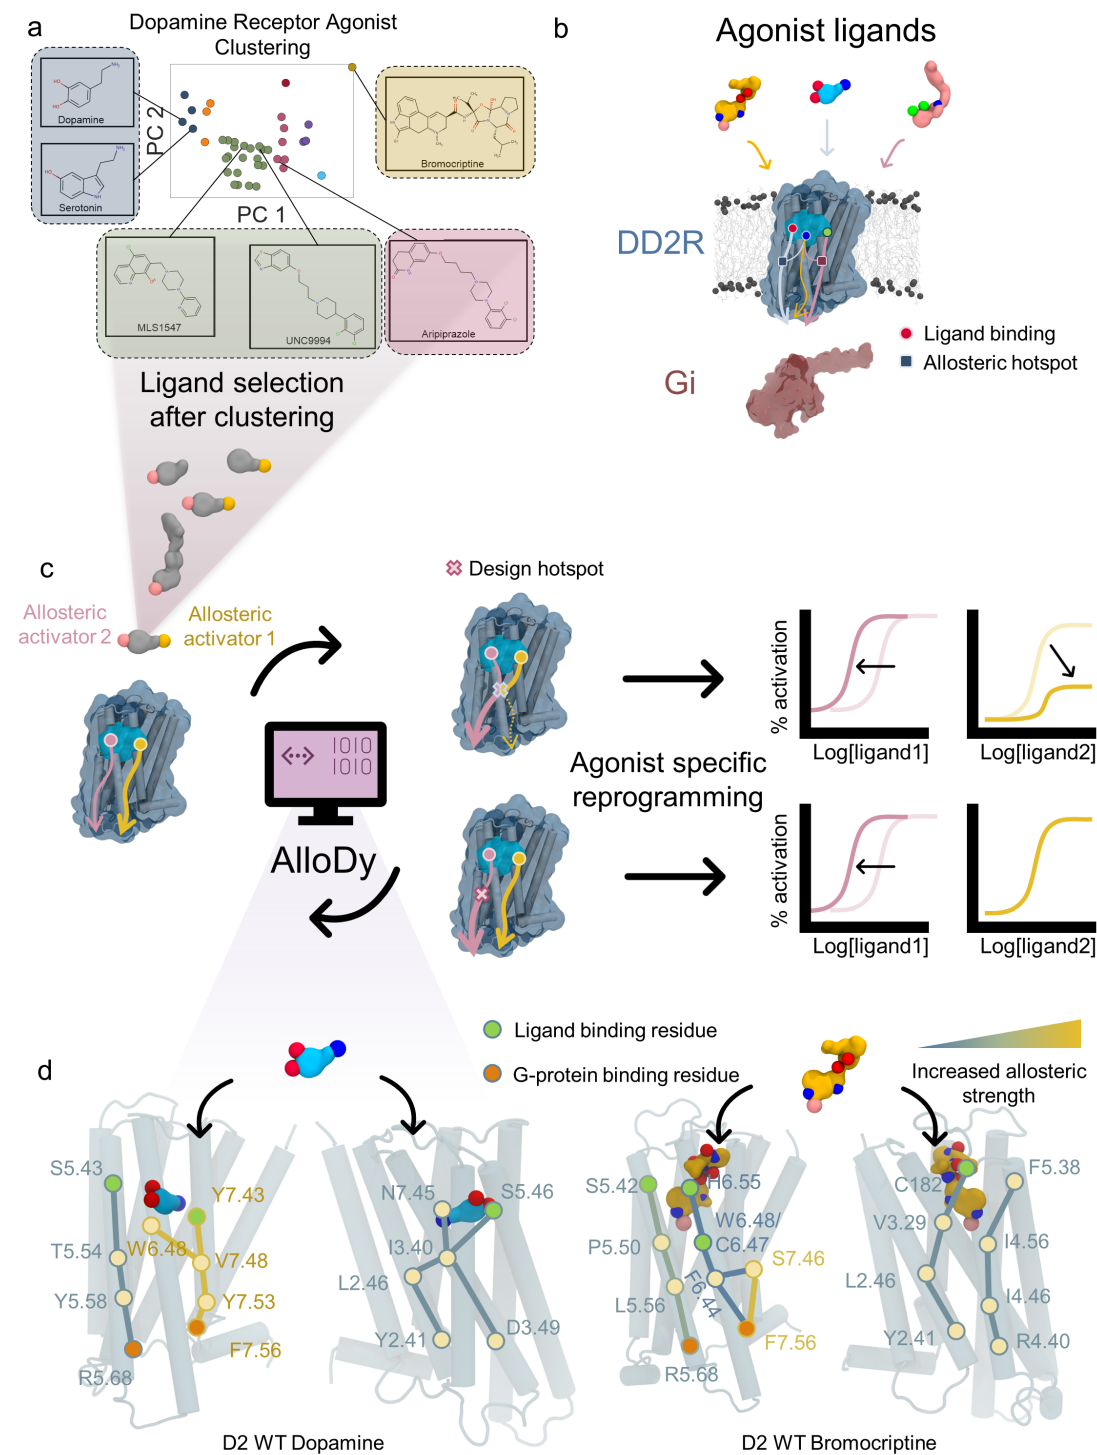 a
Dopamine Receptor Agonist
Clustering
PC 2
PC 1
Dopamine
Serotonin
Bromocriptine
MLS1547
UNC9994
Aripiprazole
Ligand selection
after clustering
b
Agonist ligands
DD2R
Ligand binding
Allosteric hotspot
Gi
c
Allosteric
activator 2
Allosteric
activator 1
Design hotspot
1010
1010
AlloDy
Agonist specific
reprogramming
% activation
Log[ligand1]
Log[ligand2]
% activation
Log[ligand1]
Log[ligand2]
Ligand binding residue
G-protein binding residue
Increased allosteric
strength
d
S5.43
Y7.43
T5.54
W6.48
V7.48
Y5.58
Y7.53
F7.56
R5.68
N7.45
S5.46
I3.40
L2.46
Y2.41
D3.49
D2 WT Dopamine
S5.42
H6.55
W6.48/
C6.47
P5.50
S7.46
F6.44
L5.56
F7.56
R5.68
C182
F5.38
V3.29
I4.56
L2.46
I4.46
Y2.41
R4.40
D2 WT Bromocriptine